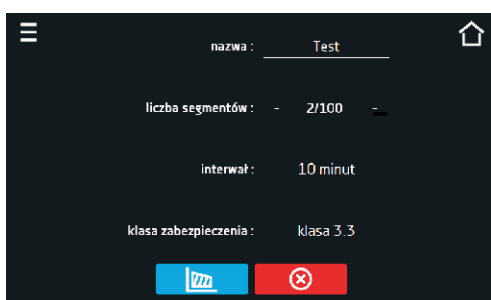 nazwa : Test
liczba segmentów : - 2/100 -
interwał : 10 minut
klasa zabezpieczenia : klasa 3.3